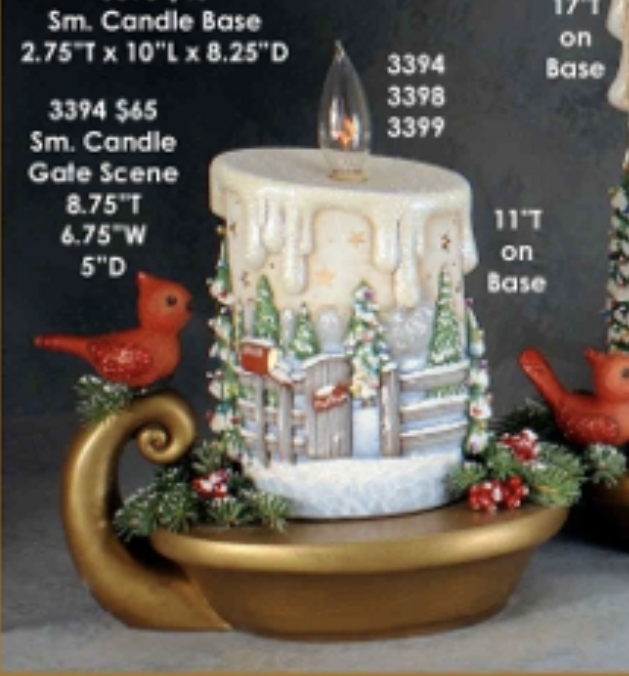 Sm. Candle Base
2.75"T x 10"L x 8.25"D
3394 $65
Sm. Candle
Gate Scene
8.75"T
6.75"W
5"D
3394
3398
3399
11"T
on
Base
17"T
on
Base